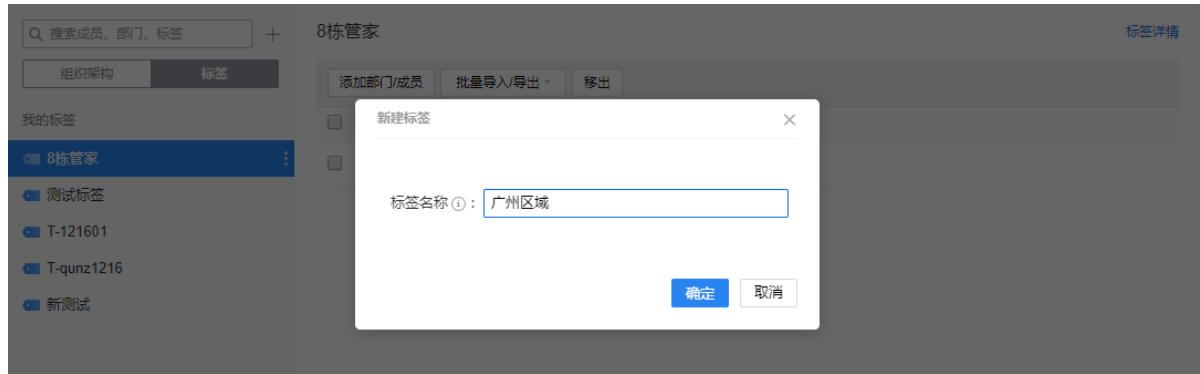 搜索成员、部门、标签
组织架构 标签
我的标签
8栋管家
测试标签
T-121601
T-qunz1216
新测试
8栋管家 标签详情
添加部门/成员 批量导入/导出 移出
新建标签
标签名称 : 广州区域
确定 取消